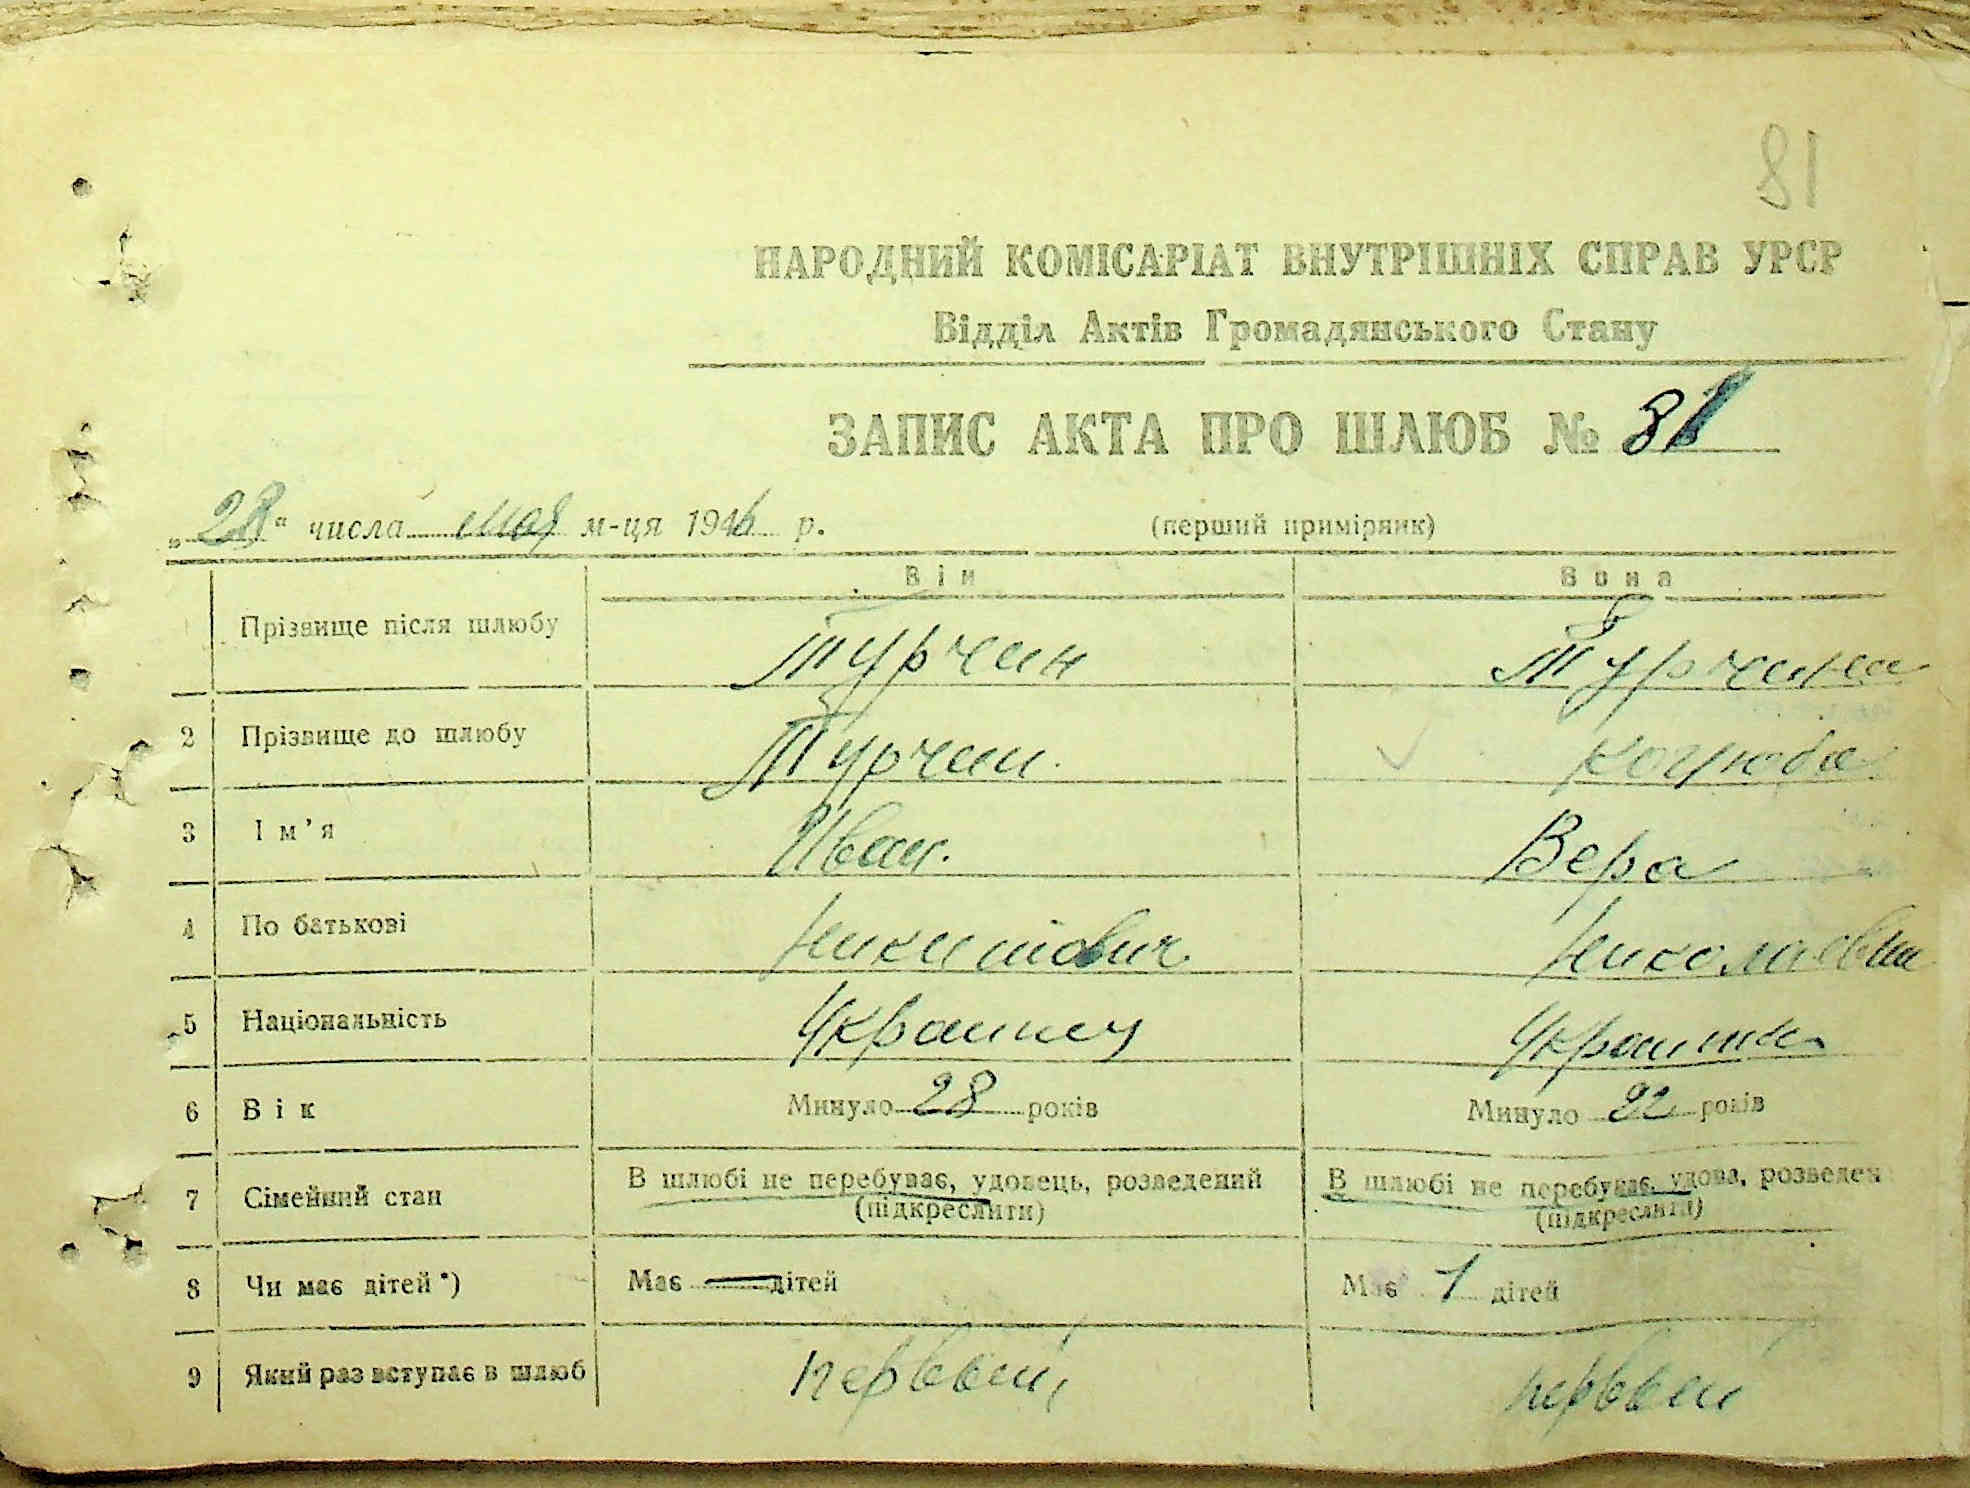 81
НАРОДНИЙ КОМІСАРІАТ ВНУТРІШНІХ СПРАВ УРСР
Відділ Актів Громадянського Стану
ЗАПИС АКТА ПРО ШЛЮБ № 81
„28“ числа мая м-ця 1946 р. (перший примірник)
Він Вона
Прізвище після шлюбу Турчин Турчина
2 Прізвище до шлюбу Турчин. Коцюба
3 Ім’я Иван. Вера
4 По батькові Никитович Николаевна
5 Національність Украинец Украинка
6 Вік Минуло 28 років Минуло 22 років
7 Сімейний стан В шлюбі не перебуває, удовець, розведений В шлюбі не перебуває, удова, розведен
(підкреслити) (підкреслити)
8 Чи має дітей*) Має — дітей Має 1 дітей
9 Який раз вступає в шлюб первый первый